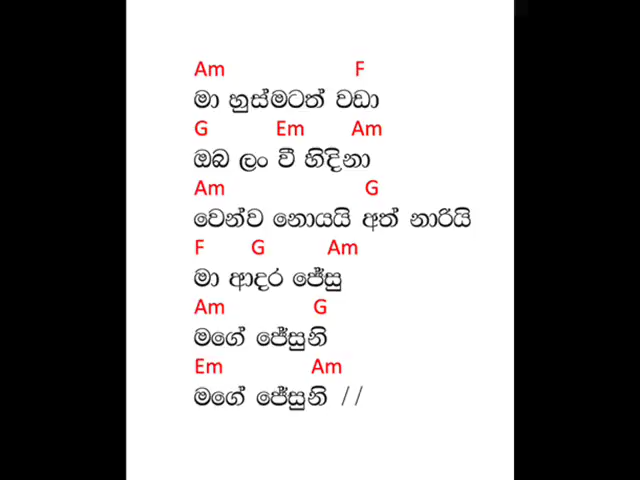 Am F
මා හුස්මටත් වඩා
G Em Am
ඔබ ලං වී හිදිනා
Am G
වෙන්ව නොයයි අත් නාරියි
F G Am
මා ආදර ජේසු
Am G
මගේ ජේසුනි
Em Am
මගේ ජේසුනි //